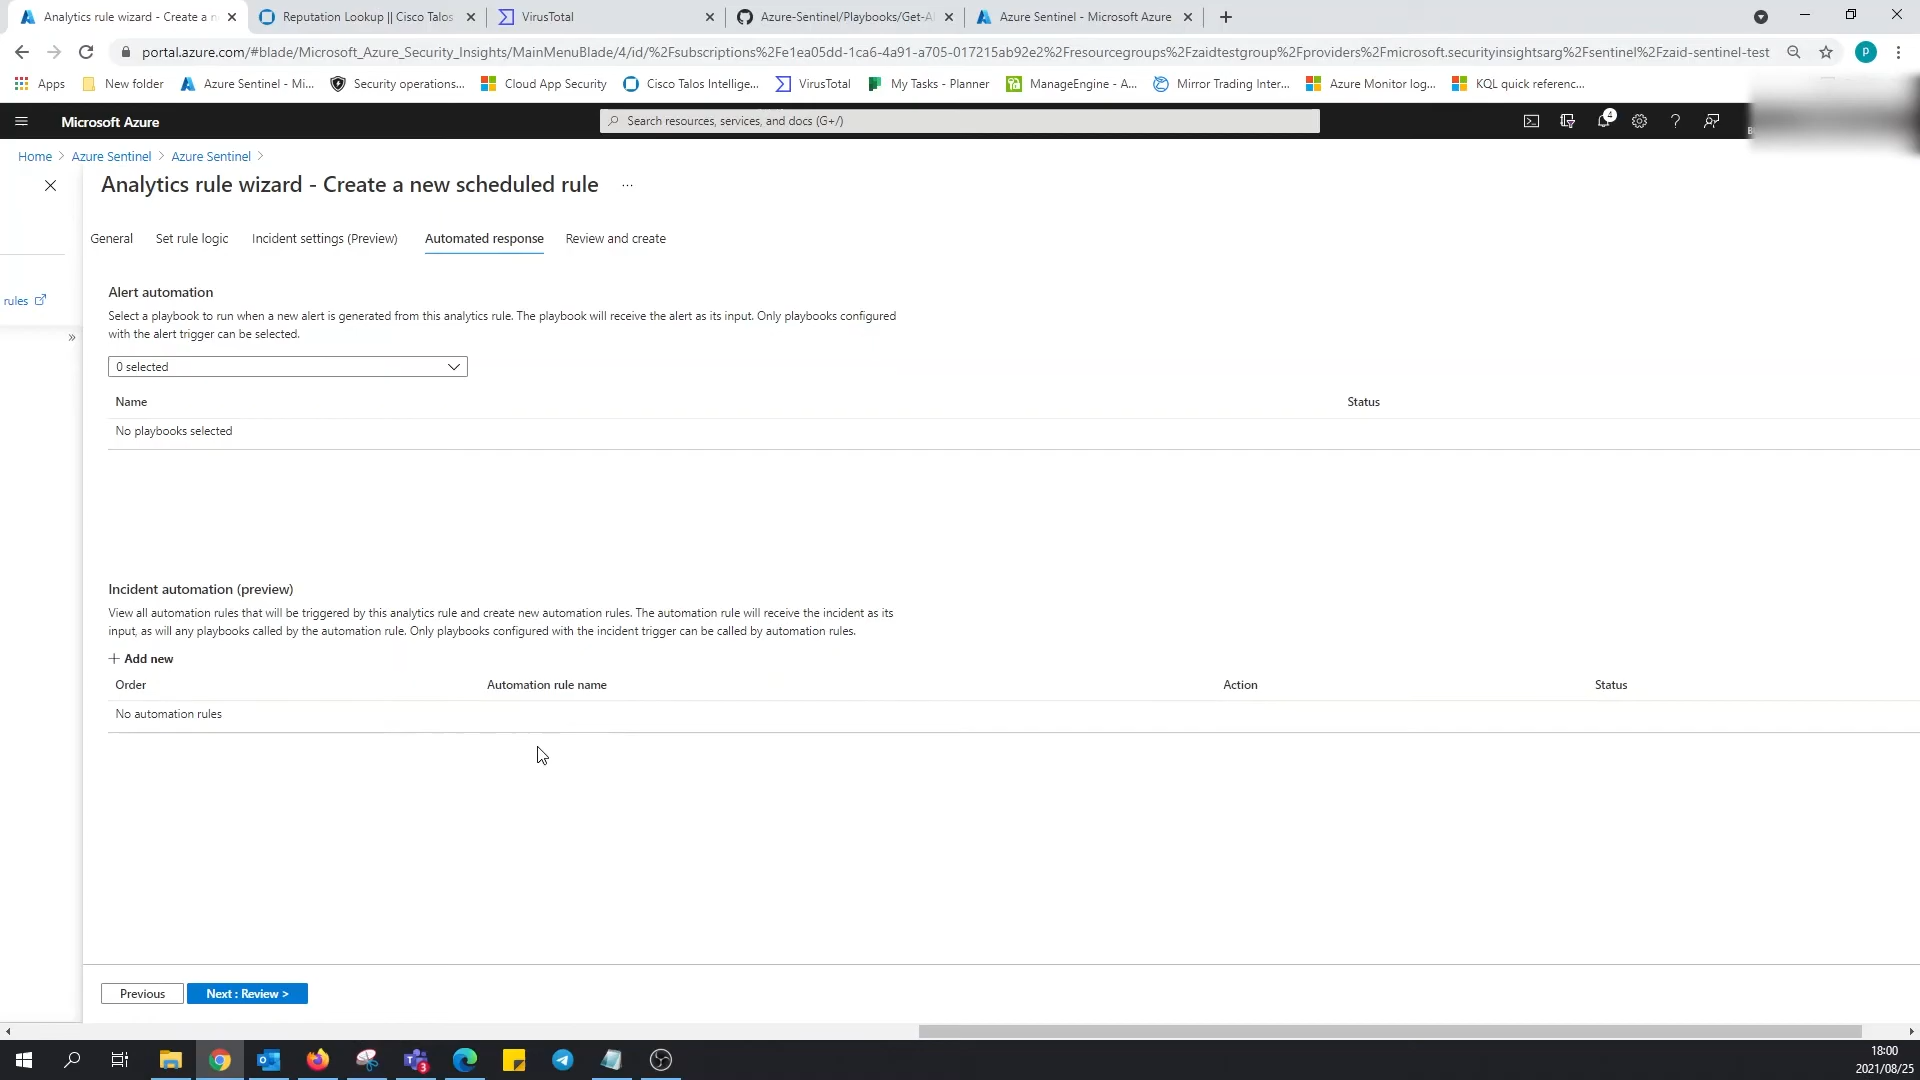 Analytics rule wizard - Create a n
Reputation Lookup || Cisco Talos
VirusTotal
Azure-Sentinel/Playbooks/Get-Al
Azure Sentinel - Microsoft Azure
portal.azure.com/#blade/Microsoft_Azure_Security_Insights/MainMenuBlade/4/id/%2Fsubscriptions%2Fe1ea05dd-1ca6-4a91-a705-017215ab92e2%2Fresourcegroups%2Fzaidtestgroup%2Fproviders%2Fmicrosoft.securityinsightsarg%2Fsentinel%2Fzaid-sentinel-test
P
Apps
New folder
Azure Sentinel - Mi...
Security operations...
Cloud App Security
Cisco Talos Intellige...
VirusTotal
My Tasks - Planner
ManageEngine - A...
Mirror Trading Inter...
Azure Monitor log...
KQL quick referenc...
Microsoft Azure
Search resources, services, and docs (G+/)
4
Home > Azure Sentinel > Azure Sentinel >
Analytics rule wizard - Create a new scheduled rule ...
General
Set rule logic
Incident settings (Preview)
Automated response
Review and create
rules
Alert automation
Select a playbook to run when a new alert is generated from this analytics rule. The playbook will receive the alert as its input. Only playbooks configured
with the alert trigger can be selected.
0 selected
Name
Status
No playbooks selected
Incident automation (preview)
View all automation rules that will be triggered by this analytics rule and create new automation rules. The automation rule will receive the incident as its
input, as will any playbooks called by the automation rule. Only playbooks configured with the incident trigger can be called by automation rules.
+ Add new
Order
Automation rule name
Action
Status
No automation rules
Previous
Next : Review >
3
18:00
2021/08/25